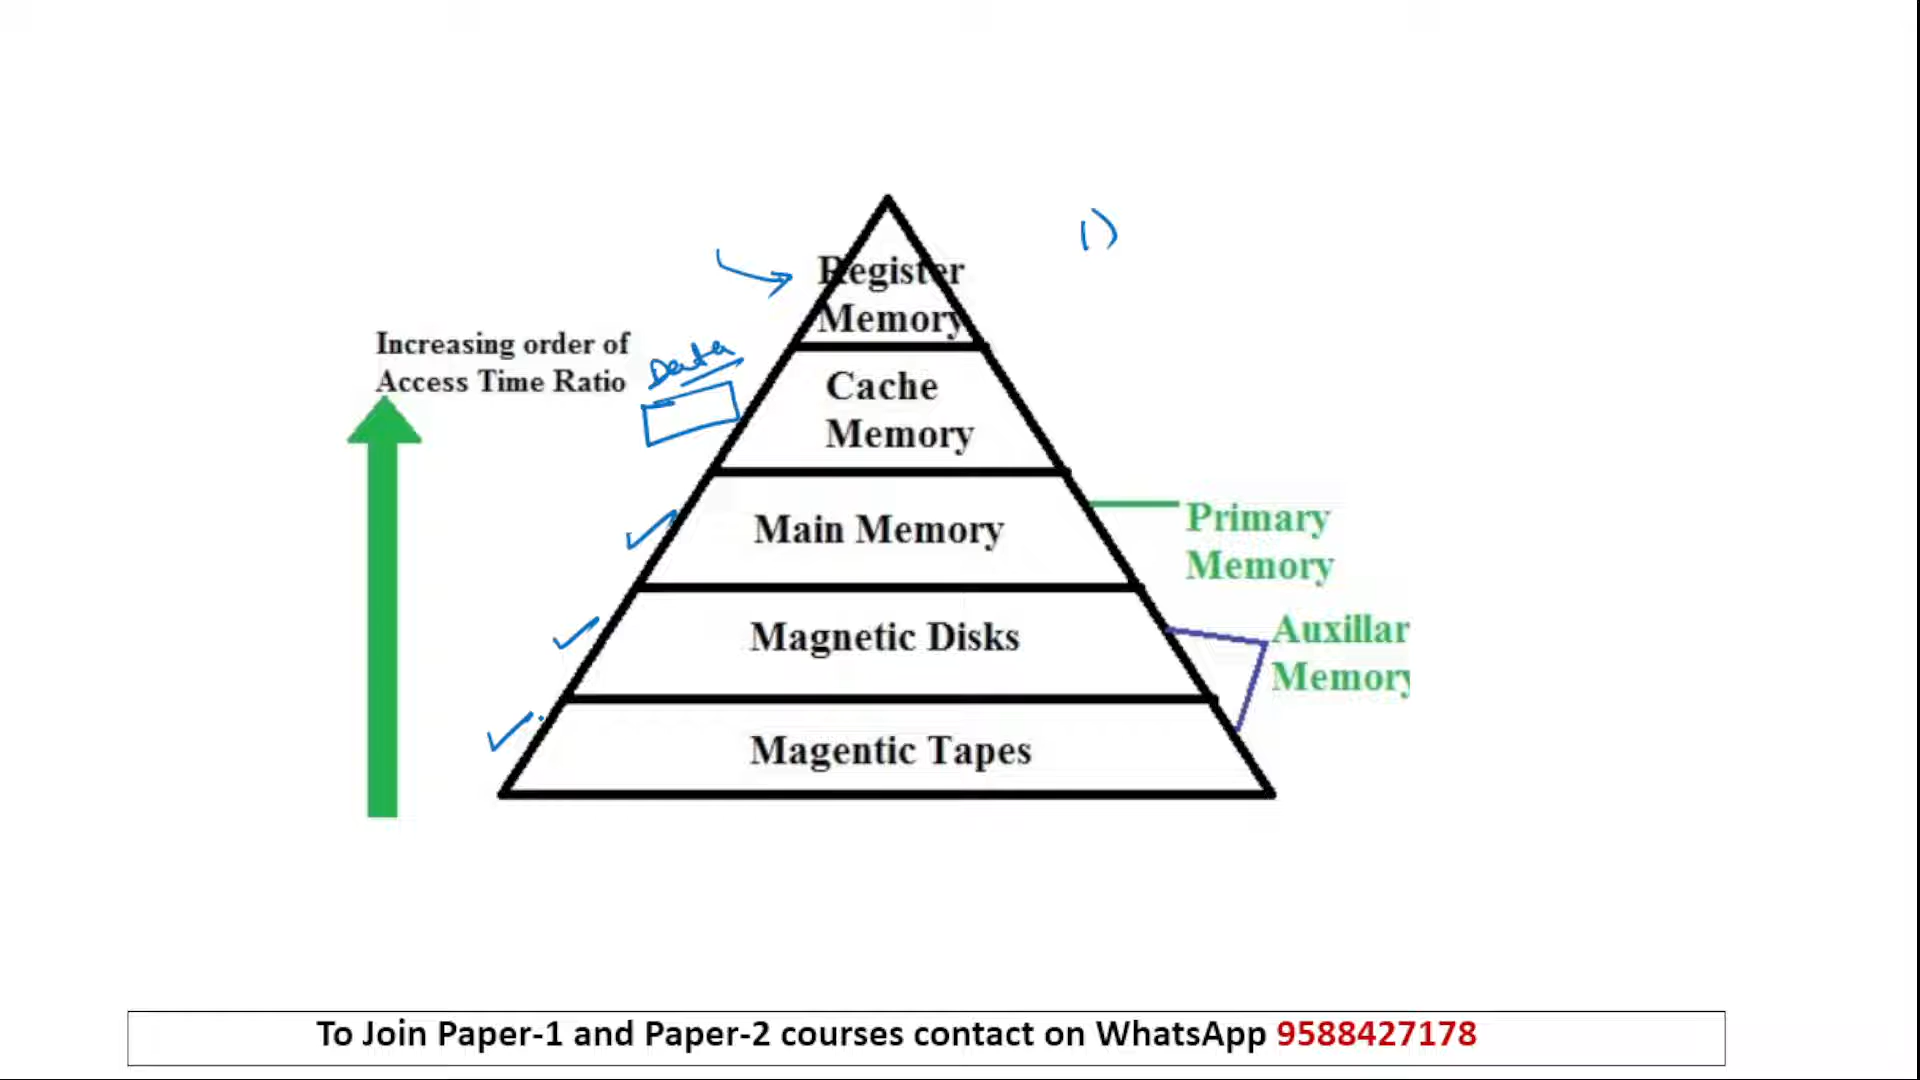 1)
Register
Memory
Increasing order of
Access Time Ratio
Data
Cache
Memory
Main Memory
Primary
Memory
Magnetic Disks
Auxillar
Memory
Magentic Tapes
To Join Paper-1 and Paper-2 courses contact on WhatsApp 9588427178